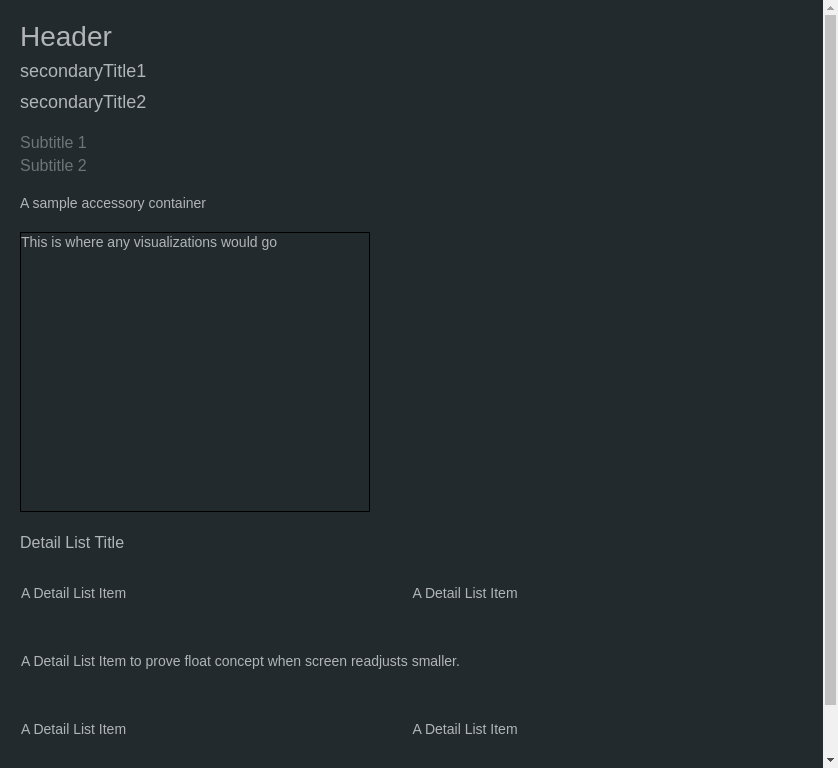 Header
secondaryTitle1
secondaryTitle2
Subtitle 1
Subtitle 2
A sample accessory container
This is where any visualizations would go
Detail List Title
A Detail List Item
A Detail List Item
A Detail List Item to prove float concept when screen readjusts smaller.
A Detail List Item
A Detail List Item